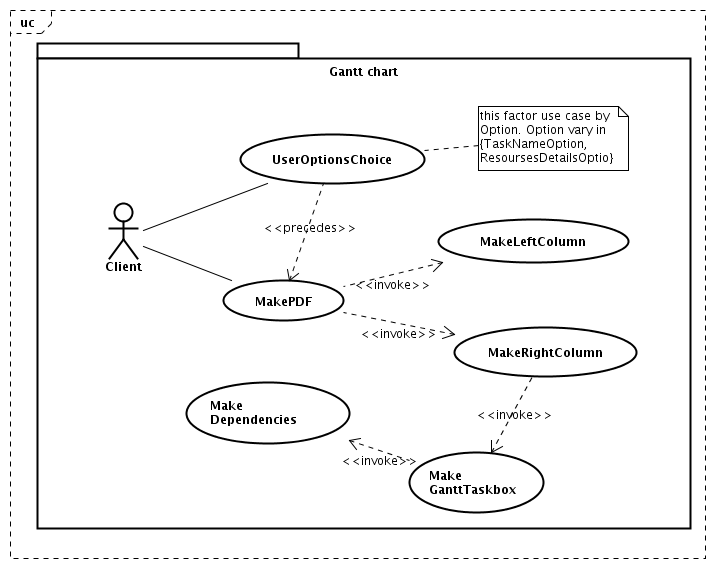 uc
Gantt chart
this factor use case by
Option. Option vary in
{TaskNameOption,
ResoursesDetailsOptio}
UserOptionsChoice
<<precedes>>
MakeLeftColumn
Client
<<invoke>>
MakePDF
<<invoke>>
MakeRightColumn
Make
Dependencies
<<invoke>>
<<invoke>>
Make
GanttTaskbox